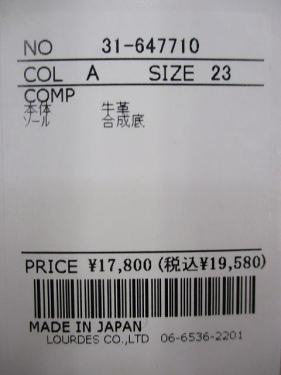 NO 31-647710
COL A SIZE 23
COMP
本体 牛革
ソール 合成底
PRICE ¥17,800 (税込¥19,580)
MADE IN JAPAN
LOURDES CO.,LTD 06-6536-2201